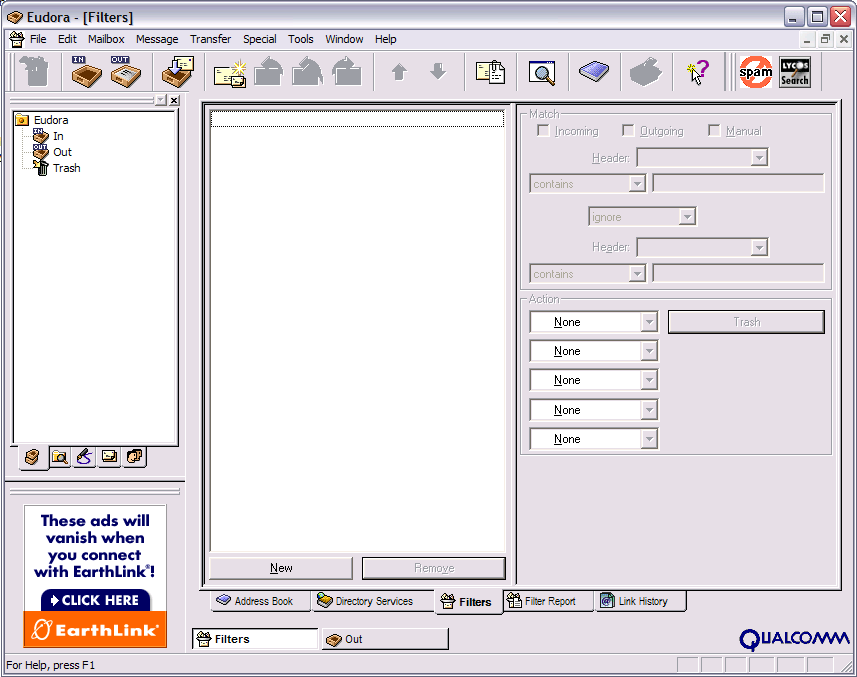 Eudora - [Filters]
File Edit Mailbox Message Transfer Special Tools Window Help
IN OUT spam LYCOS Search
Eudora
IN In
OUT Out
Trash
Match
Incoming Outgoing Manual
Header:
contains
ignore
Header:
contains
Action
None Trash
None
None
None
None
New Remove
These ads will
vanish when
you connect
with EarthLink®!
CLICK HERE
EarthLink®
Address Book Directory Services Filters Filter Report Link History
Filters Out
QUALCOMM
For Help, press F1